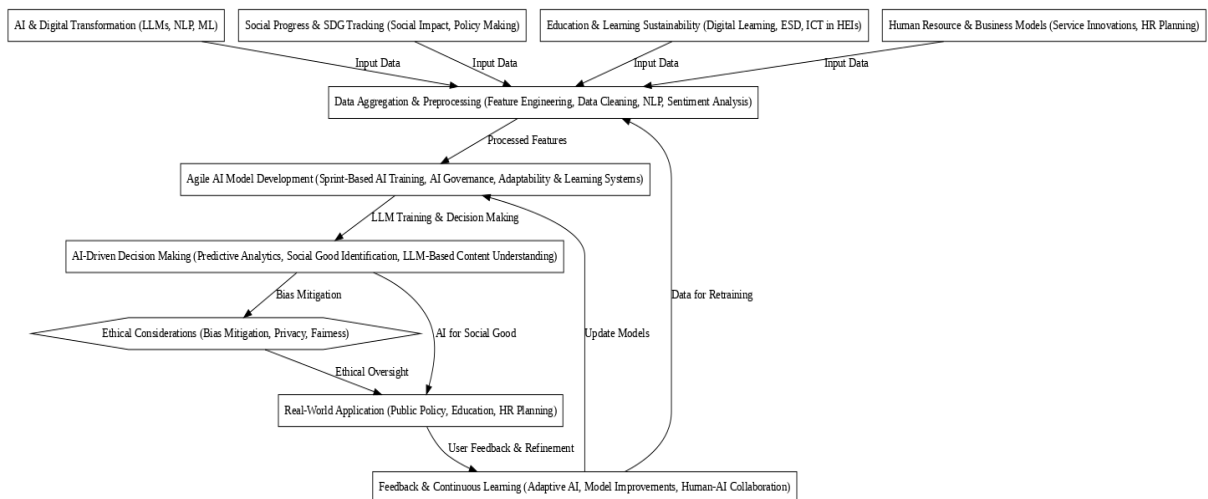 AI & Digital Transformation (LLMs, NLP, ML)
Social Progress & SDG Tracking (Social Impact, Policy Making)
Education & Learning Sustainability (Digital Learning, ESD, ICT in HEIs)
Human Resource & Business Models (Service Innovations, HR Planning)
Input Data
Input Data
Input Data
Input Data
Data Aggregation & Preprocessing (Feature Engineering, Data Cleaning, NLP, Sentiment Analysis)
Processed Features
Agile AI Model Development (Sprint-Based AI Training, AI Governance, Adaptability & Learning Systems)
LLM Training & Decision Making
AI-Driven Decision Making (Predictive Analytics, Social Good Identification, LLM-Based Content Understanding)
Bias Mitigation
Data for Retraining
Ethical Considerations (Bias Mitigation, Privacy, Fairness)
AI for Social Good
Update Models
Ethical Oversight
Real-World Application (Public Policy, Education, HR Planning)
User Feedback & Refinement
Feedback & Continuous Learning (Adaptive AI, Model Improvements, Human-AI Collaboration)